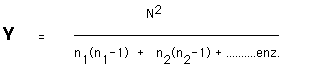 N²
Y =
n₁(n₁-1) + n₂(n₂-1) + ..........enz.